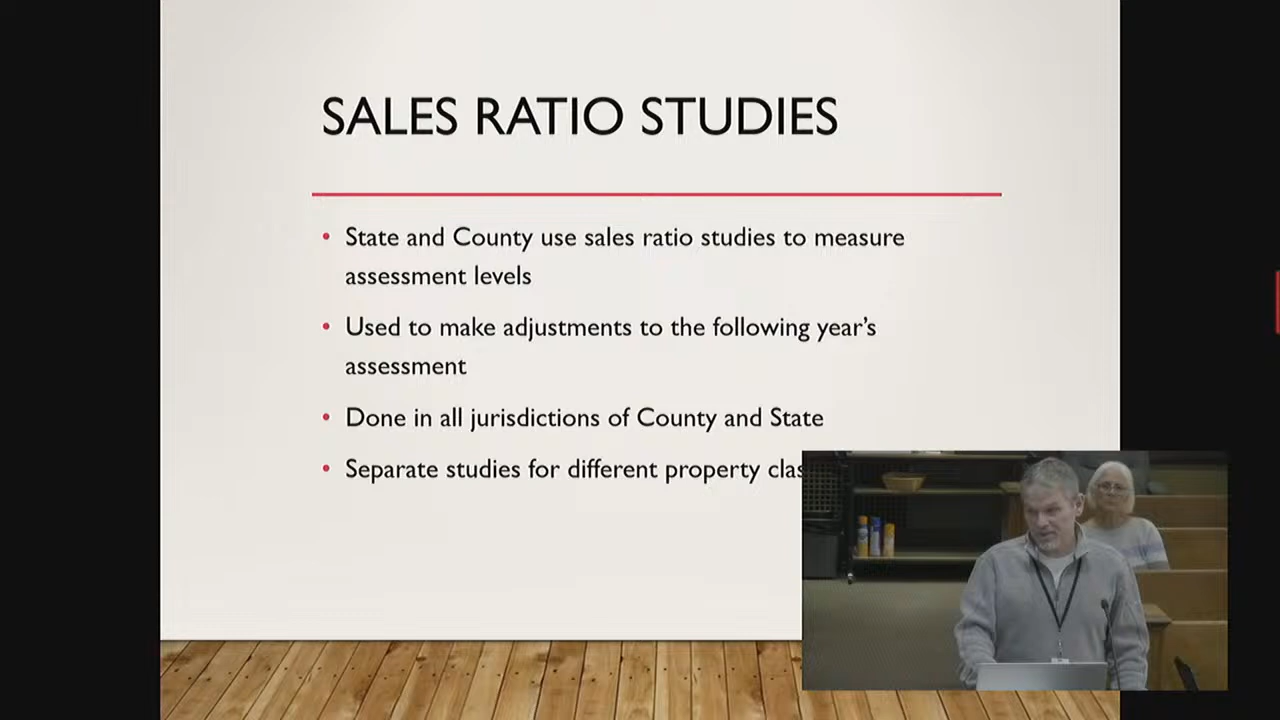 SALES RATIO STUDIES
• State and County use sales ratio studies to measure
assessment levels
• Used to make adjustments to the following year’s
assessment
• Done in all jurisdictions of County and State
• Separate studies for different property clas